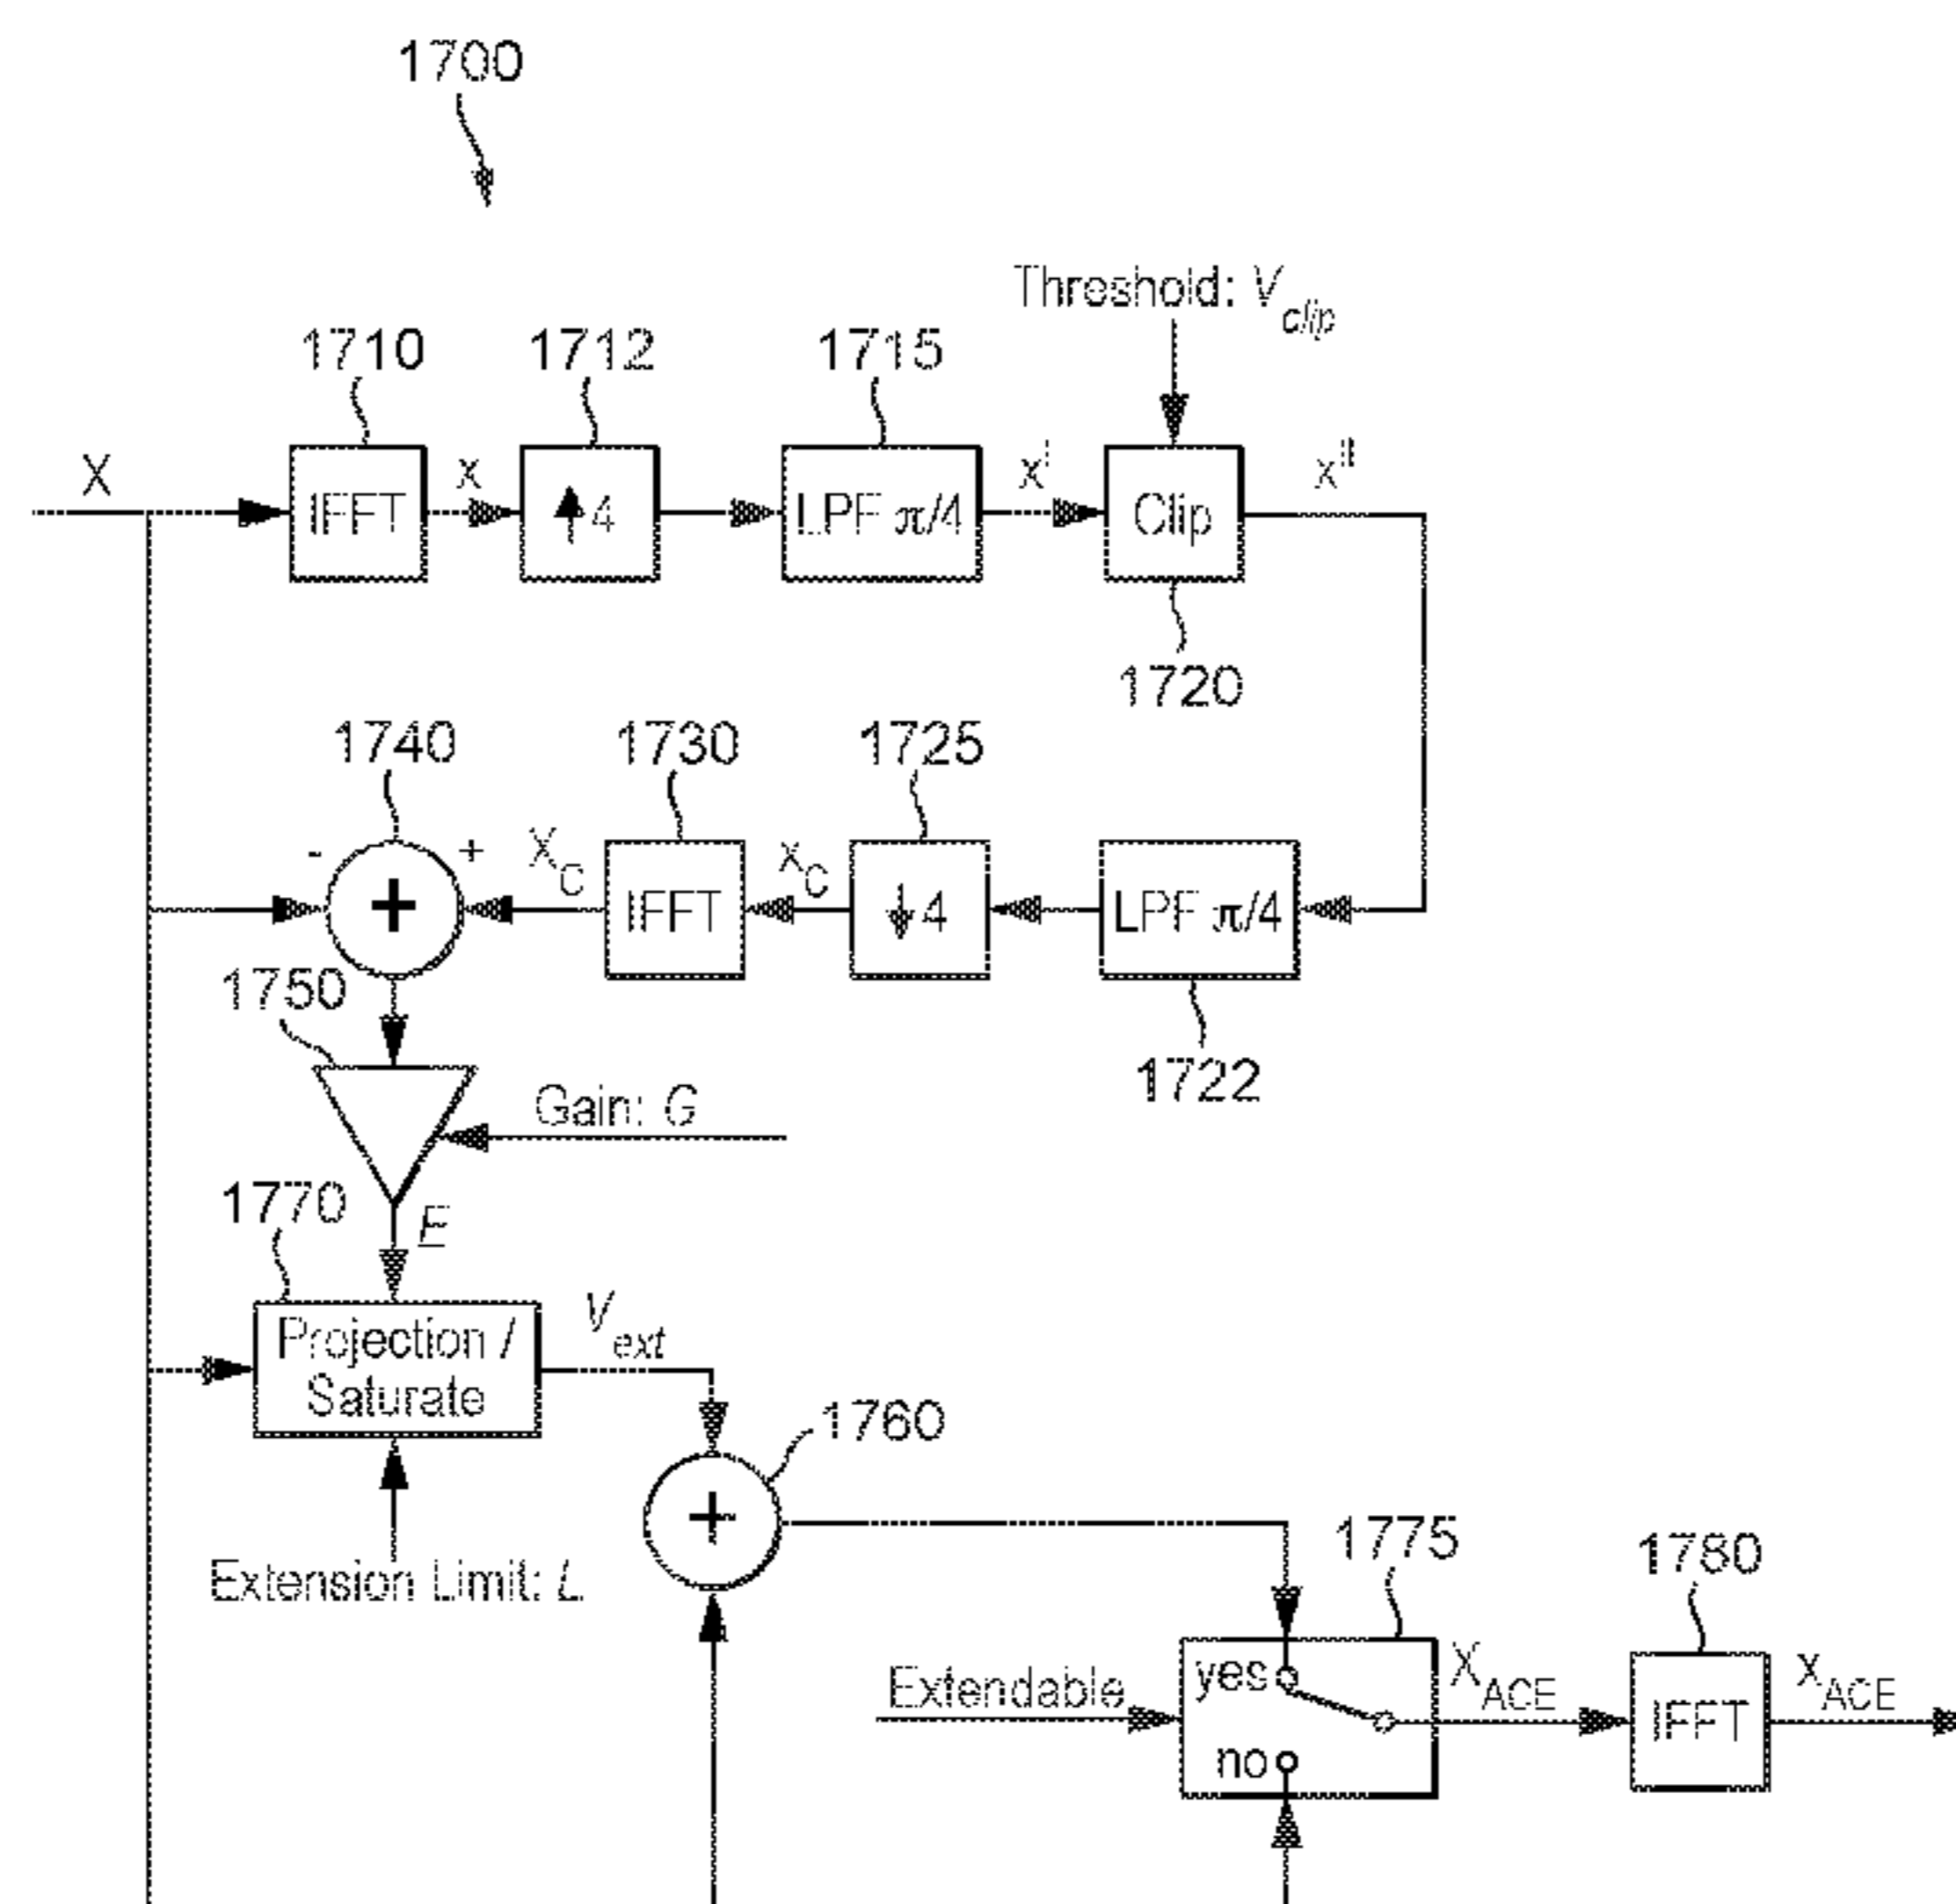 1700
Threshold: Vclip
1710
1712
1715
X
IFFT
x
↑4
LPF π/4
x'
Clip
x"
1720
1740
1730
1725
-
+
+
XC
IFFT
xC
↓4
LPF π/4
1750
1722
Gain: G
1770
E
Projection /
Saturate
Vext
1760
+
Extension Limit: L
1775
1780
Extendable
yes
no
XACE
IFFT
xACE